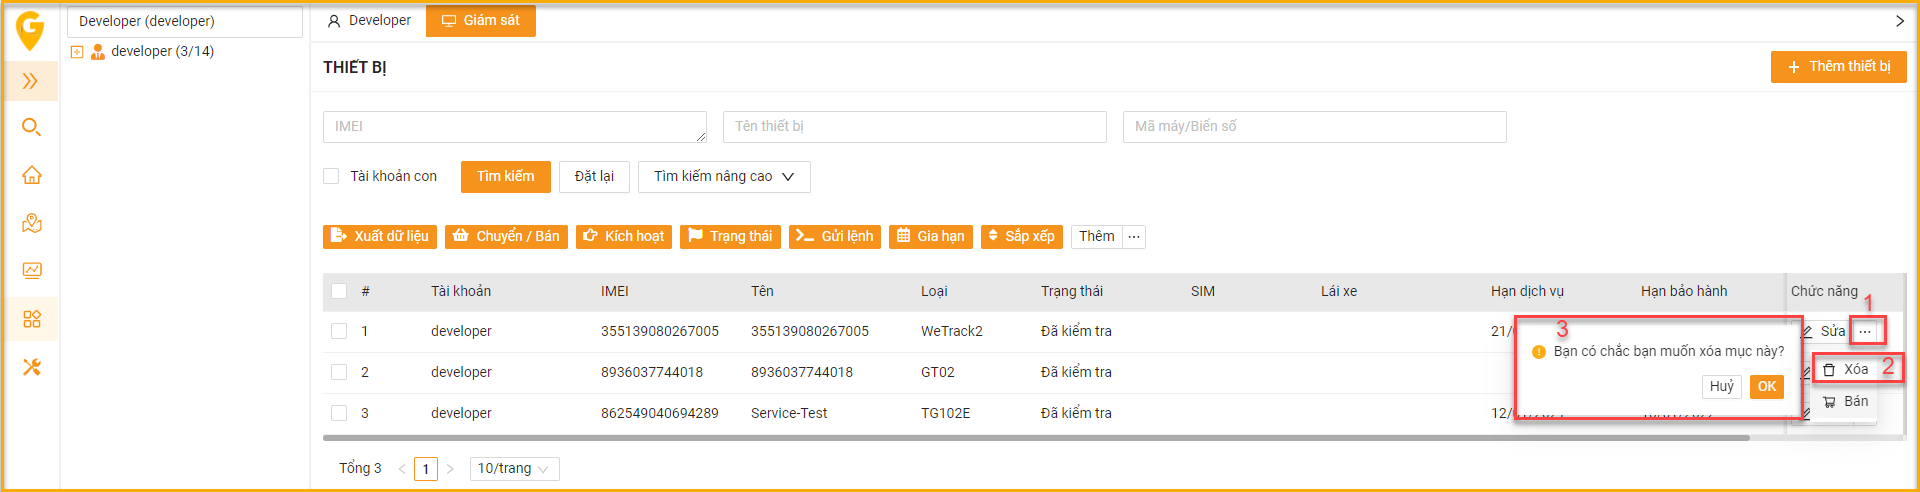 G
Developer (developer)
developer (3/14)
Developer
Giám sát
THIẾT BỊ
Thêm thiết bị
IMEI
Tên thiết bị
Mã máy/Biển số
Tài khoản con
Tìm kiếm
Đặt lại
Tìm kiếm nâng cao
Xuất dữ liệu
Chuyển / Bán
Kích hoạt
Trạng thái
Gửi lệnh
Gia hạn
Sắp xếp
Thêm
# Tài khoản IMEI Tên Loại Trạng thái SIM Lái xe Hạn dịch vụ Hạn bảo hành Chức năng
1
1 developer 355139080267005 355139080267005 WeTrack2 Đã kiểm tra 21/ Sửa
2 developer 8936037744018 8936037744018 GT02 Đã kiểm tra
3 developer 862549040694289 Service-Test TG102E Đã kiểm tra
3
Bạn có chắc bạn muốn xóa mục này?
Huỷ
OK
Xóa
2
Bán
Tổng 3
1
10/trang